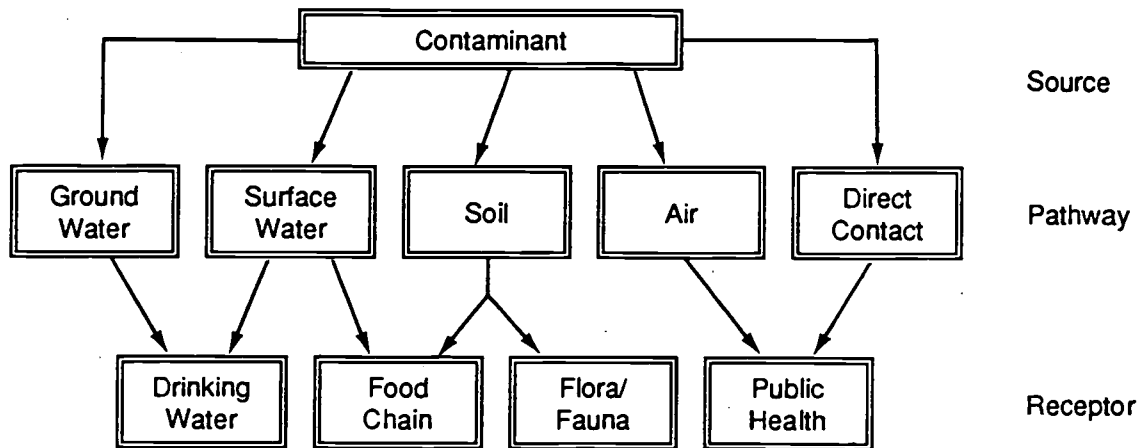 Contaminant
Source
Ground
Water
Surface
Water
Soil
Air
Direct
Contact
Pathway
Drinking
Water
Food
Chain
Flora/
Fauna
Public
Health
Receptor